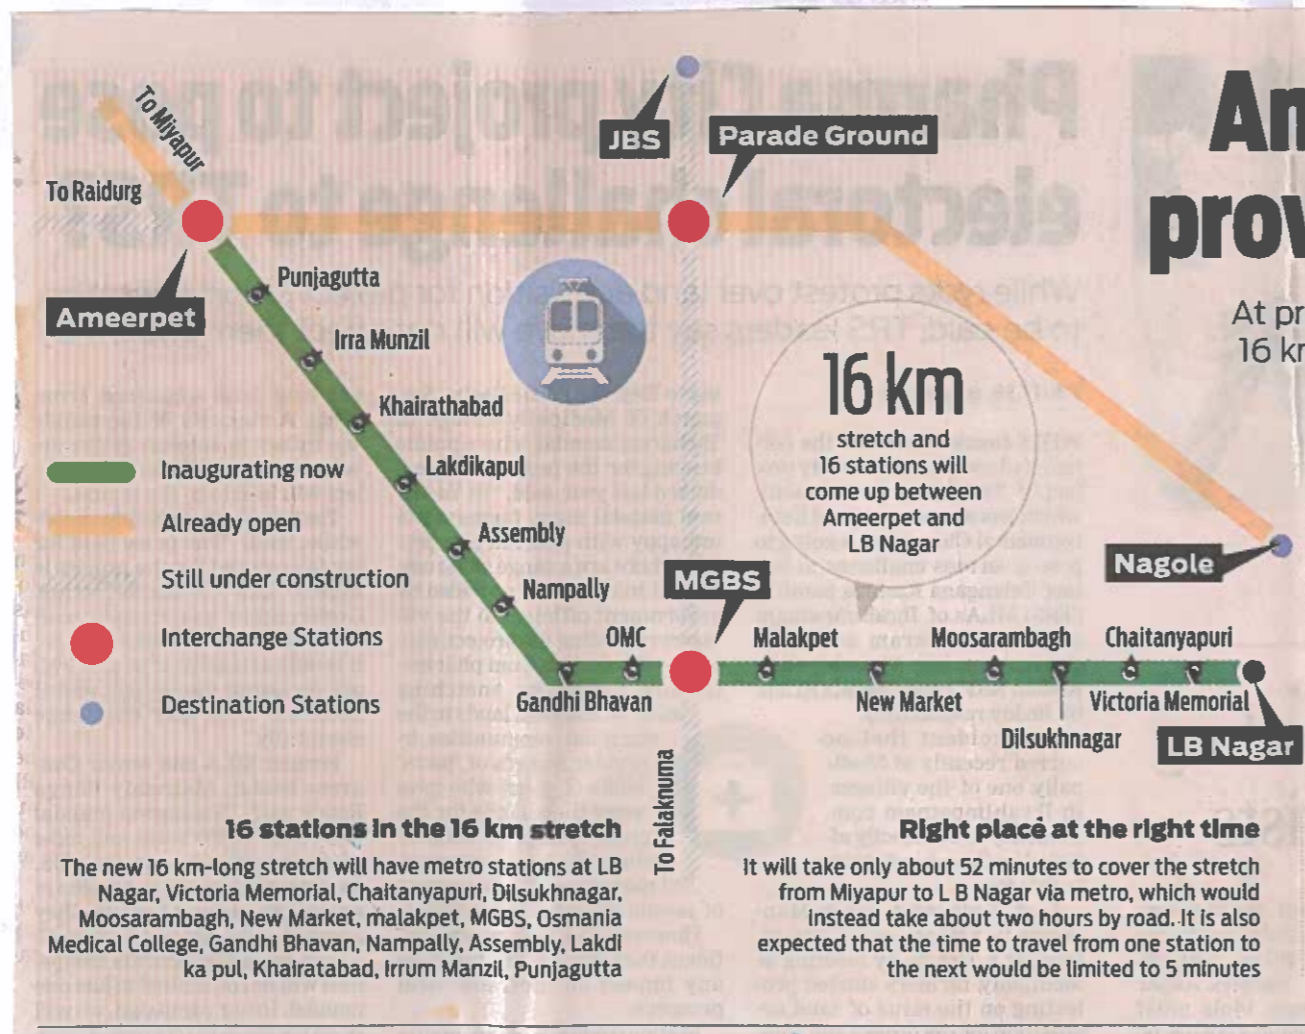 To Miyapur
JBS
Parade Ground
To Raidurg
Ameerpet
Punjagutta
Irra Munzil
Khairathabad
Lakdikapul
Assembly
Nampally
Inaugurating now
Already open
Still under construction
Interchange Stations
Destination Stations
16 km
stretch and
16 stations will
come up between
Ameerpet and
LB Nagar
Nagole
MGBS
OMC
Malakpet
Moosarambagh
Chaitanyapuri
Gandhi Bhavan
New Market
Victoria Memorial
Dilsukhnagar
LB Nagar
To Falaknuma
An
prov
At pr
16 kr
16 stations in the 16 km stretch
The new 16 km-long stretch will have metro stations at LB
Nagar, Victoria Memorial, Chaitanyapuri, Dilsukhnagar,
Moosarambagh, New Market, malakpet, MGBS, Osmania
Medical College, Gandhi Bhavan, Nampally, Assembly, Lakdi
ka pul, Khairatabad, Irrum Manzil, Punjagutta
Right place at the right time
It will take only about 52 minutes to cover the stretch
from Miyapur to L B Nagar via metro, which would
instead take about two hours by road. It is also
expected that the time to travel from one station to
the next would be limited to 5 minutes